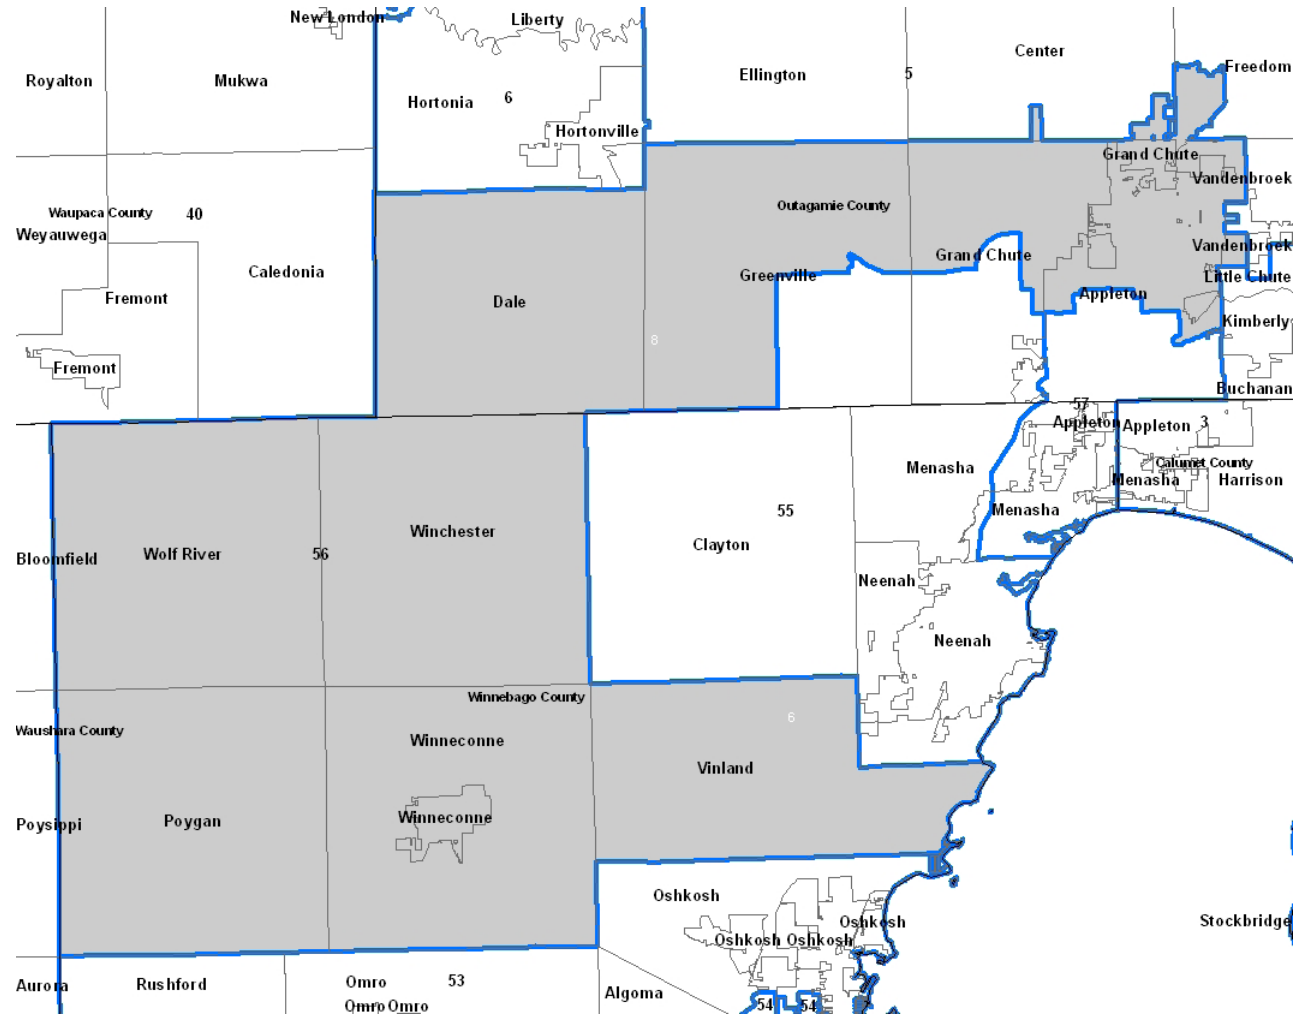 New London
Liberty
Royalton
Mukwa
Hortonia
6
Hortonville
Ellington
5
Center
Freedom
Grand Chute
Vandenbroek
Waupaca County
40
Weyauwega
Outagamie County
Vandenbroek
Caledonia
Greenville
Grand Chute
Little Chute
Fremont
Dale
Appleton
Kimberly
8
Fremont
Buchanan
57
Appleton
Appleton
3
Menasha
Calumet County
Menasha
Harrison
Menasha
55
Winchester
Clayton
Bloomfield
Wolf River
56
Neenah
Neenah
Winnebago County
6
Waushara County
Winneconne
Vinland
Winneconne
Poysippi
Poygan
Oshkosh
Oshkosh
Stockbridge
Oshkosh
Oshkosh
Aurora
Rushford
Omro
53
Algoma
Omro
Omro
54
54